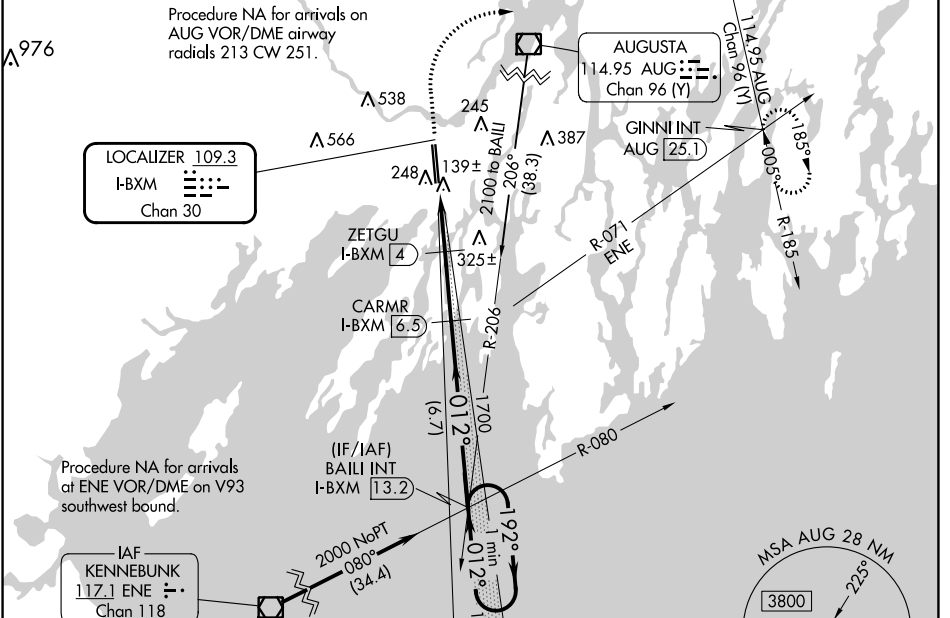 Procedure NA for arrivals on
AUG VOR/DME airway
radials 213 CW 251.
976
AUGUSTA
114.95 AUG
Chan 96 (Y)
114.95 AUG
Chan 96 (Y)
538
566
245
387
248
139±
325±
2100 to BAILI
206°
(38.3)
GINNI INT
AUG 25.1
185°
005°
R-185
R-071
ENE
LOCALIZER 109.3
I-BXM
Chan 30
ZETGU
I-BXM 4
CARMR
I-BXM 6.5
R-206
1700
012°
(6.7)
(IF/IAF)
BAILI INT
I-BXM 13.2
R-080
Procedure NA for arrivals
at ENE VOR/DME on V93
southwest bound.
2000 NoPT
080°
(34.4)
192°
1 min
012°
IAF
KENNEBUNK
117.1 ENE
Chan 118
MSA AUG 28 NM
225°
3800